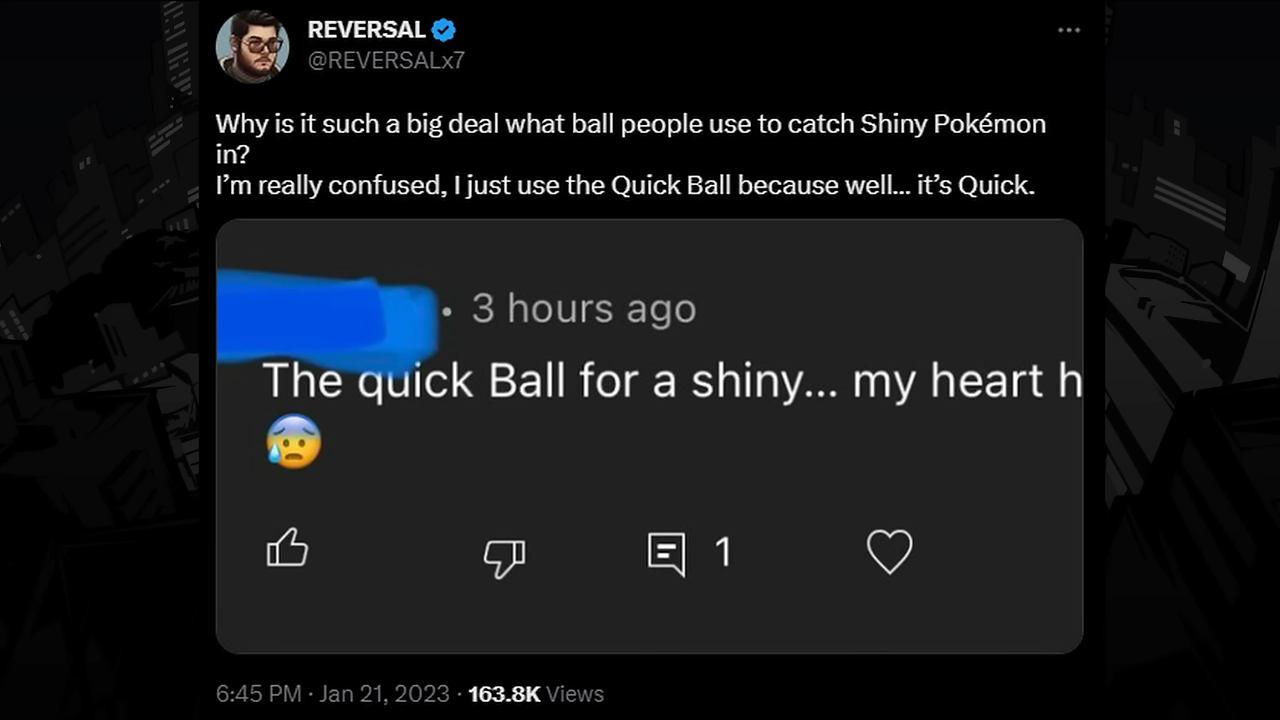 REVERSAL
@REVERSALx7
Why is it such a big deal what ball people use to catch Shiny Pokémon
in?
I'm really confused, I just use the Quick Ball because well... it's Quick.
• 3 hours ago
The quick Ball for a shiny... my heart h
1
6:45 PM · Jan 21, 2023 · 163.8K Views